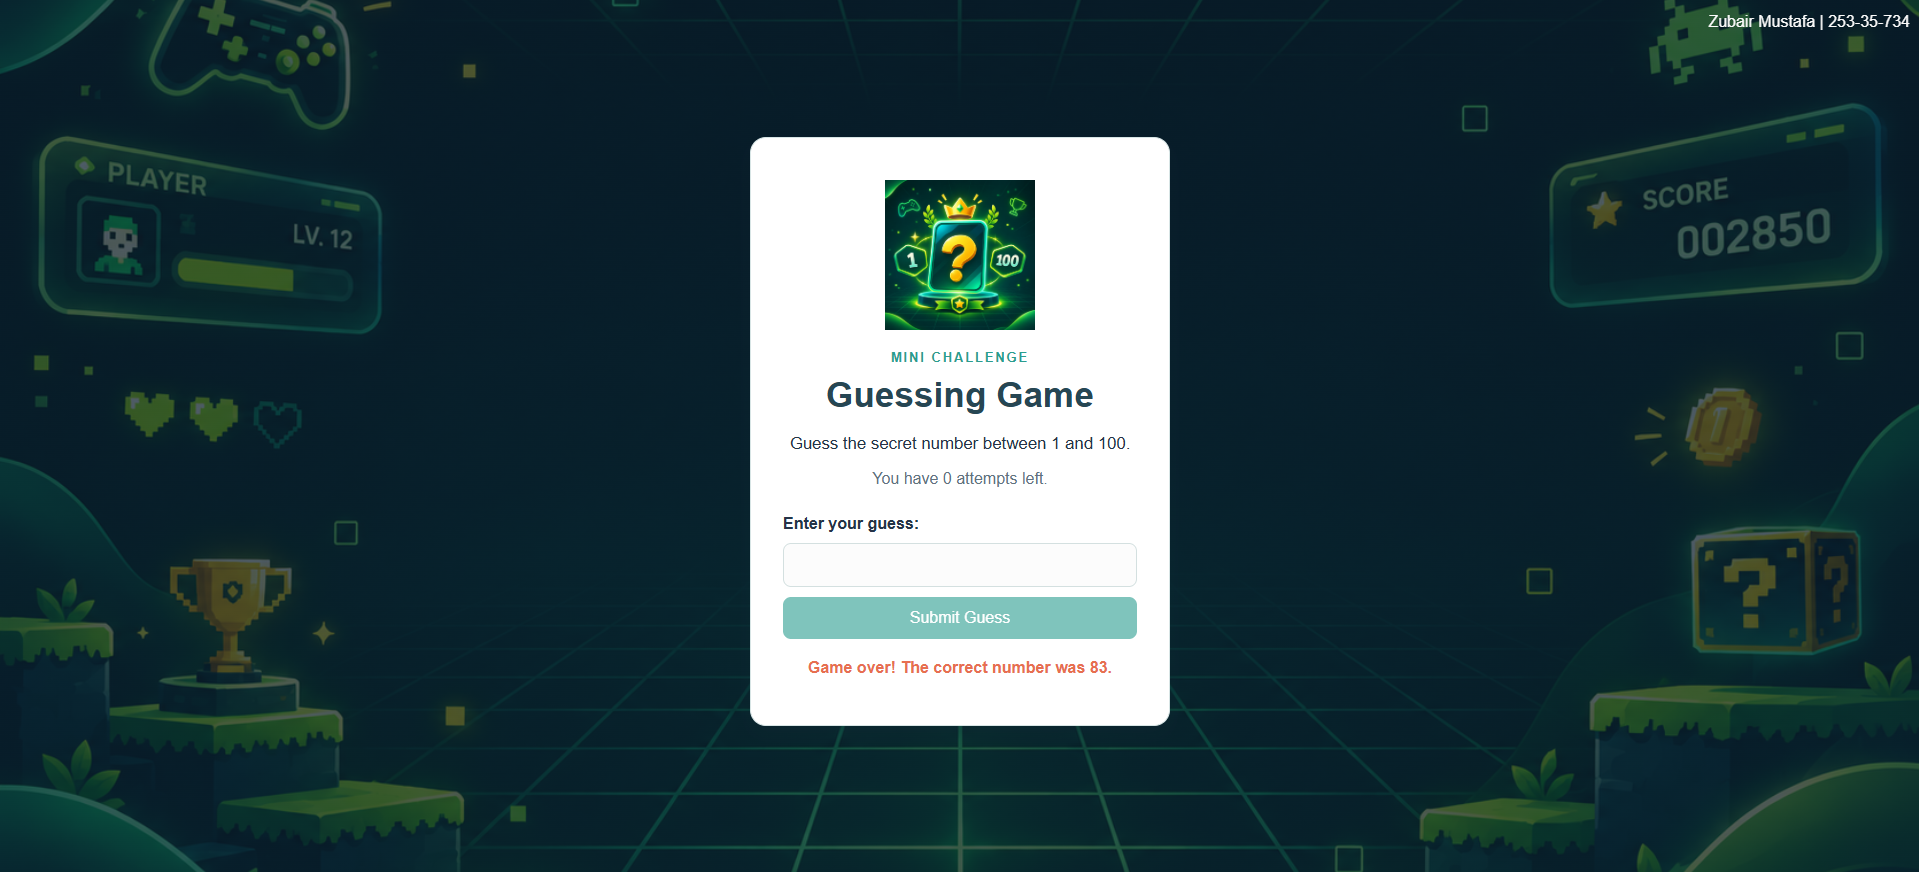 Zubair Mustafa | 253-35-734
PLAYER
LV. 12
SCORE
002850
1
?
100
MINI CHALLENGE
Guessing Game
Guess the secret number between 1 and 100.
You have 0 attempts left.
Enter your guess:
Submit Guess
Game over! The correct number was 83.
?
?